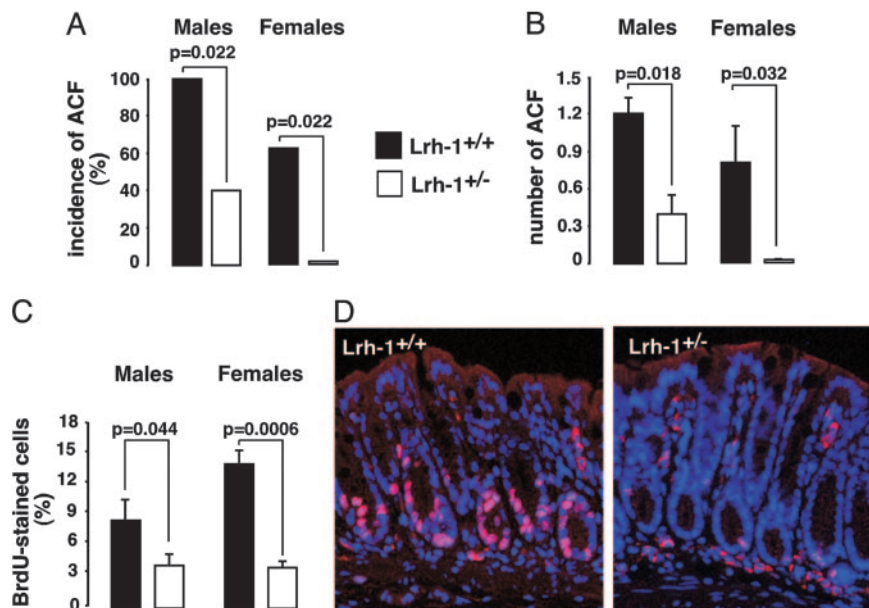 A
Males Females
p=0.022
p=0.022
100
80
60
40
20
0
incidence of ACF
(%)
Lrh-1+/+
Lrh-1+/-
B
Males Females
p=0.018 p=0.032
1.5
1.2
0.9
0.6
0.3
0
number of ACF
C
Males Females
p=0.044 p=0.0006
18
15
12
9
6
3
0
BrdU-stained cells
(%)
D
Lrh-1+/+
Lrh-1+/-